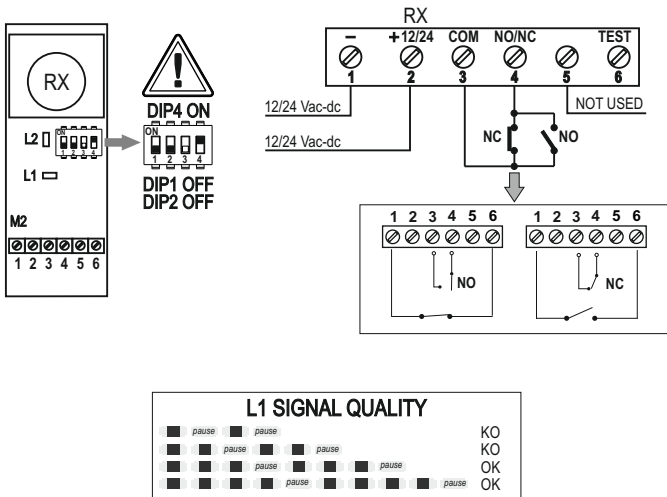 RX
L2
ON
1 2 3 4
L1
M2
1 2 3 4 5 6
DIP4 ON
ON
1 2 3 4
DIP1 OFF
DIP2 OFF
RX
- +12/24 COM NO/NC TEST
1 2 3 4 5 6
12/24 Vac-dc
12/24 Vac-dc
NOT USED
NC NO
1 2 3 4 5 6
NO
1 2 3 4 5 6
NC
L1 SIGNAL QUALITY
pause pause KO
pause pause KO
pause pause OK
pause pause OK